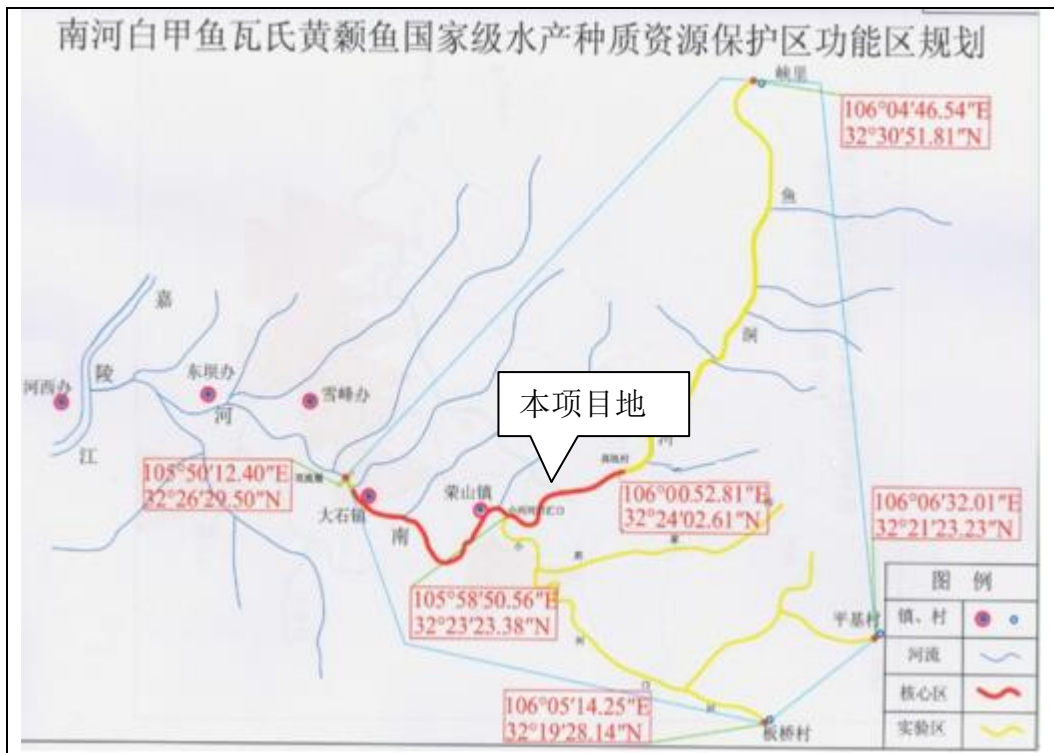 南河白甲鱼瓦氏黄颡鱼国家级水产种质资源保护区功能区规划
峡里
106°04′46.54″E
32°30′51.81″N
鱼
洞
河
嘉
陵
江
河西办
东坝办
雪峰办
河
本项目地
105°50′12.40″E
32°26′29.50″N
大石镇
南
荣山镇
106°00′52.81″E
32°24′02.61″N
106°06′32.01″E
32°21′23.23″N
105°58′50.56″E
32°23′23.38″N
小
平基村
106°05′14.25″E
32°19′28.14″N
板桥村
图 例
镇、村
河流
核心区
实验区